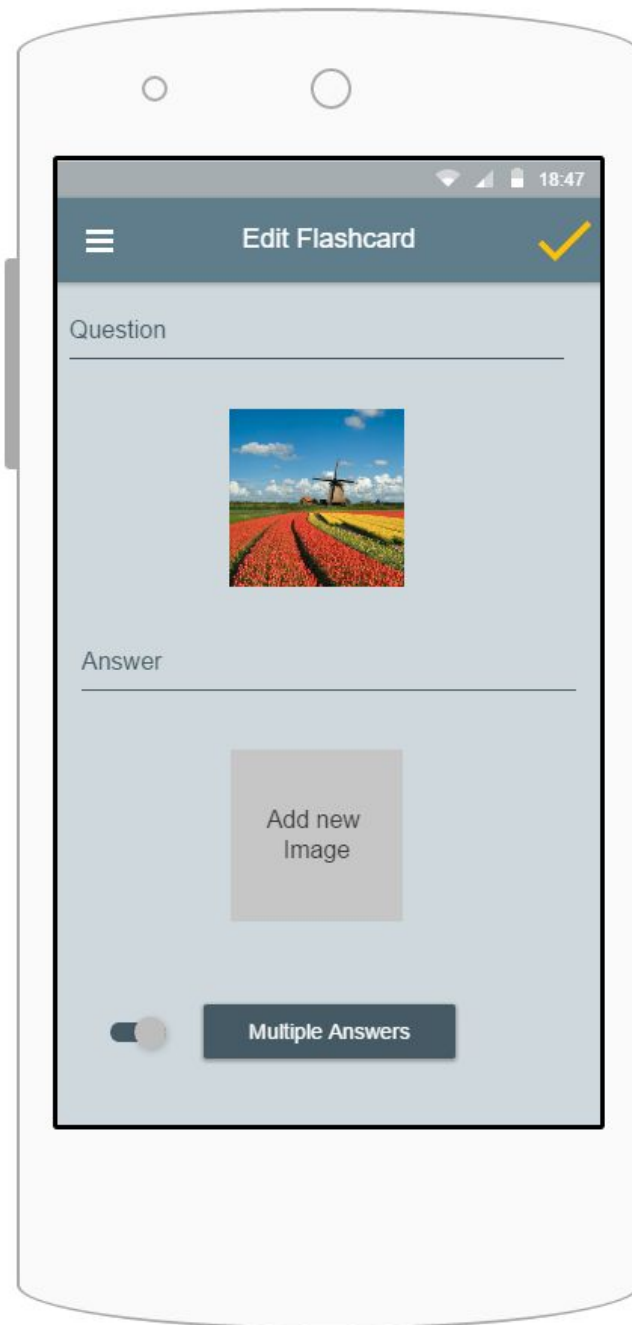 18:47
Edit Flashcard
Question
Answer
Add new
Image
Multiple Answers